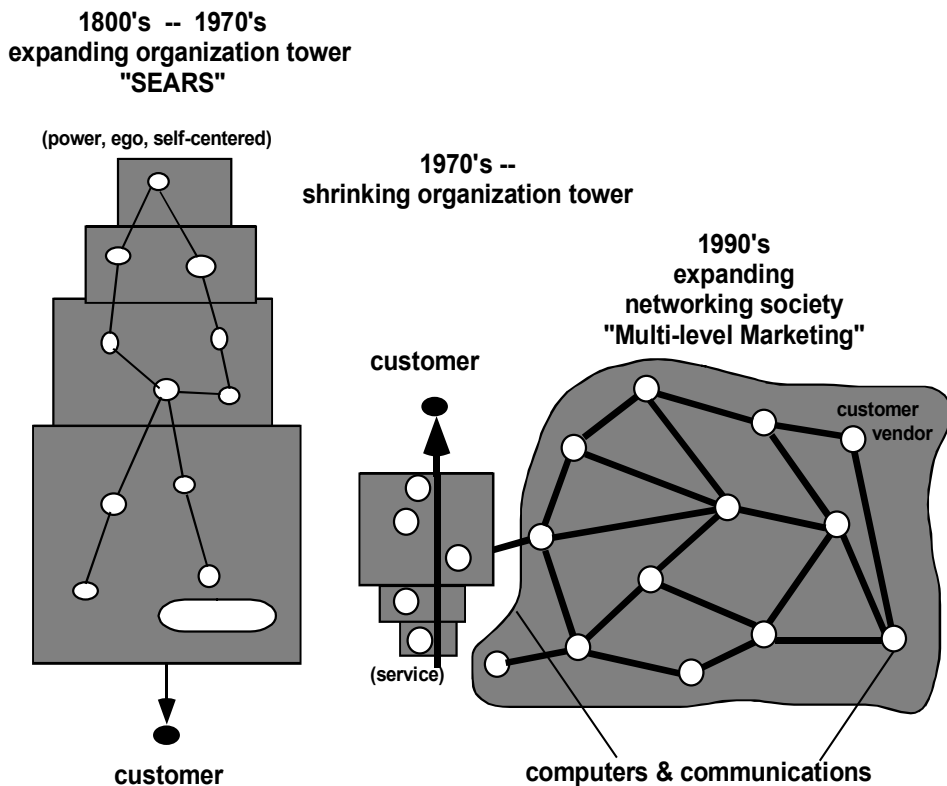 1800's -- 1970's
expanding organization tower
"SEARS"
(power, ego, self-centered)
1970's --
shrinking organization tower
1990's
expanding
networking society
"Multi-level Marketing"
customer
customer
vendor
(service)
customer
computers & communications